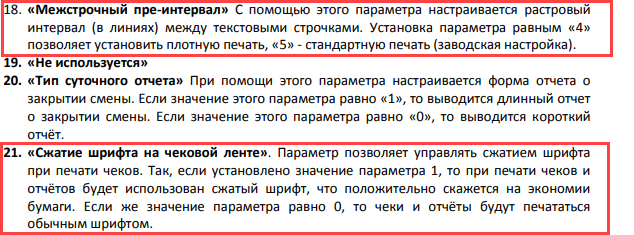 18. «Межстрочный пре-интервал» С помощью этого параметра настраивается растровый
интервал (в линиях) между текстовыми строчками. Установка параметра равным «4»
позволяет установить плотную печать, «5» - стандартную печать (заводская настройка).
19. «Не используется»
20. «Тип суточного отчета» При помощи этого параметра настраивается форма отчета о
закрытии смены. Если значение этого параметра равно «1», то выводится длинный отчет
о закрытии смены. Если значение этого параметра равно «0», то выводится короткий
отчёт.
21. «Сжатие шрифта на чековой ленте». Параметр позволяет управлять сжатием шрифта
при печати чеков. Так, если установлено значение параметра 1, то при печати чеков и
отчётов будет использован сжатый шрифт, что положительно скажется на экономии
бумаги. Если же значение параметра равно 0, то чеки и отчёты будут печататься
обычным шрифтом.